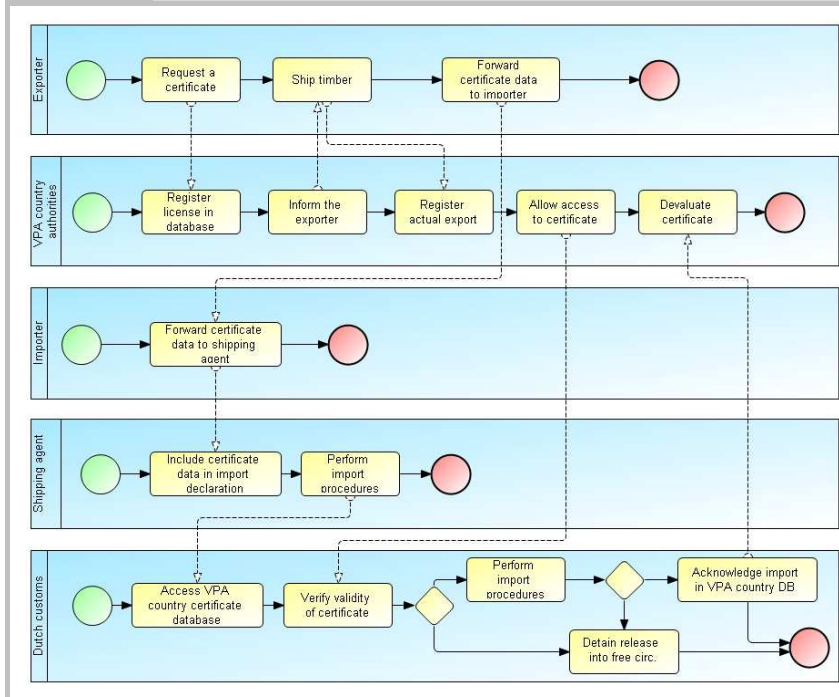 Exporter
Request a
certificate
Ship timber
Forward
certificate data
to importer
VPA country
authorities
Register
license in
database
Inform the
exporter
Register
actual export
Allow access
to certificate
Devaluate
certificate
Importer
Forward certificate
data to shipping
agent
Shipping agent
Include certificate
data in import
declaration
Perform
import
procedures
Dutch customs
Access VPA
country certificate
database
Verify validity
of certificate
Perform
import
procedures
Acknowledge import
in VPA country DB
Detain release
into free circ.